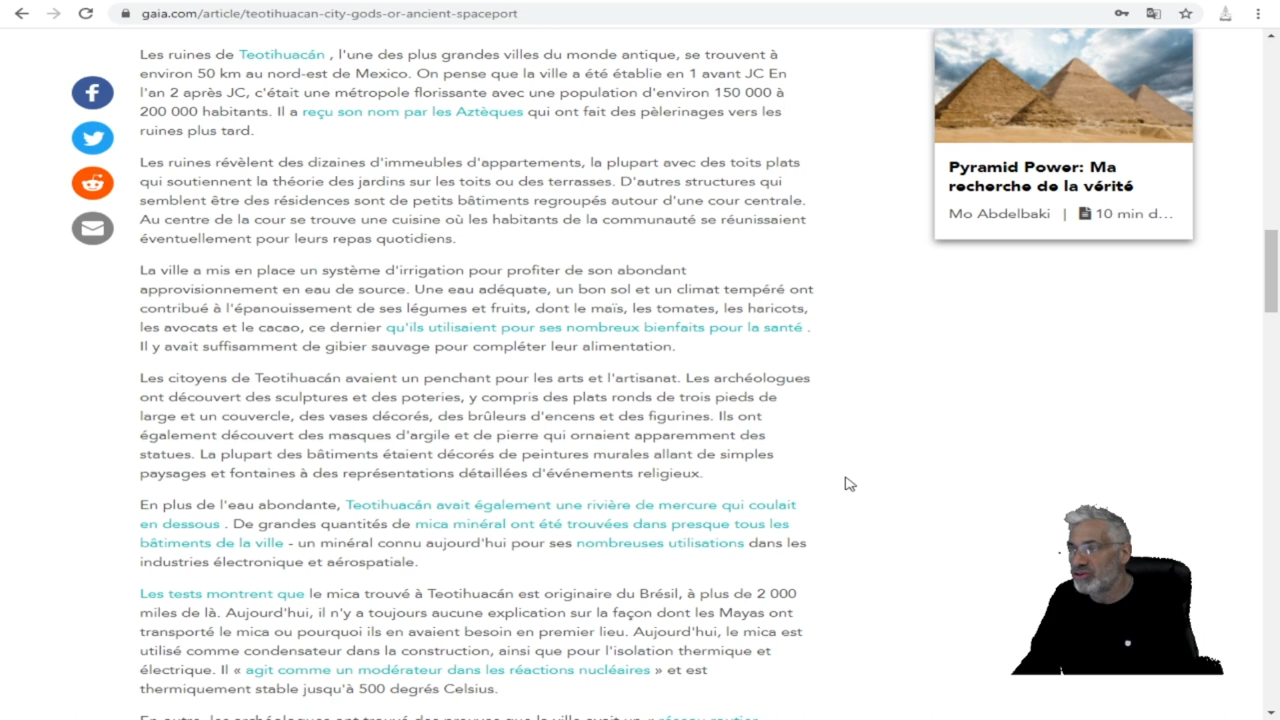 gaia.com/article/teotihuacan-city-gods-or-ancient-spaceport
Les ruines de Teotihuacán , l'une des plus grandes villes du monde antique, se trouvent à
environ 50 km au nord-est de Mexico. On pense que la ville a été établie en 1 avant JC En
l'an 2 après JC, c'était une métropole florissante avec une population d'environ 150 000 à
200 000 habitants. Il a reçu son nom par les Aztèques qui ont fait des pèlerinages vers les
ruines plus tard.
Les ruines révèlent des dizaines d'immeubles d'appartements, la plupart avec des toits plats
qui soutiennent la théorie des jardins sur les toits ou des terrasses. D'autres structures qui
semblent être des résidences sont de petits bâtiments regroupés autour d'une cour centrale.
Au centre de la cour se trouve une cuisine où les habitants de la communauté se réunissaient
éventuellement pour leurs repas quotidiens.
La ville a mis en place un système d'irrigation pour profiter de son abondant
approvisionnement en eau de source. Une eau adéquate, un bon sol et un climat tempéré ont
contribué à l'épanouissement de ses légumes et fruits, dont le maïs, les tomates, les haricots,
les avocats et le cacao, ce dernier qu'ils utilisaient pour ses nombreux bienfaits pour la santé .
Il y avait suffisamment de gibier sauvage pour compléter leur alimentation.
Les citoyens de Teotihuacán avaient un penchant pour les arts et l'artisanat. Les archéologues
ont découvert des sculptures et des poteries, y compris des plats ronds de trois pieds de
large et un couvercle, des vases décorés, des brûleurs d'encens et des figurines. Ils ont
également découvert des masques d'argile et de pierre qui ornaient apparemment des
statues. La plupart des bâtiments étaient décorés de peintures murales allant de simples
paysages et fontaines à des représentations détaillées d'événements religieux.
En plus de l'eau abondante, Teotihuacán avait également une rivière de mercure qui coulait
en dessous . De grandes quantités de mica minéral ont été trouvées dans presque tous les
bâtiments de la ville - un minéral connu aujourd'hui pour ses nombreuses utilisations dans les
industries électronique et aérospatiale.
Les tests montrent que le mica trouvé à Teotihuacán est originaire du Brésil, à plus de 2 000
miles de là. Aujourd'hui, il n'y a toujours aucune explication sur la façon dont les Mayas ont
transporté le mica ou pourquoi ils en avaient besoin en premier lieu. Aujourd'hui, le mica est
utilisé comme condensateur dans la construction, ainsi que pour l'isolation thermique et
électrique. Il « agit comme un modérateur dans les réactions nucléaires » et est
thermiquement stable jusqu'à 500 degrés Celsius.
En outre, les archéologues ont trouvé des preuves que la ville avait un « réseau routier
Pyramid Power: Ma
recherche de la vérité
Mo Abdelbaki | 10 min d...